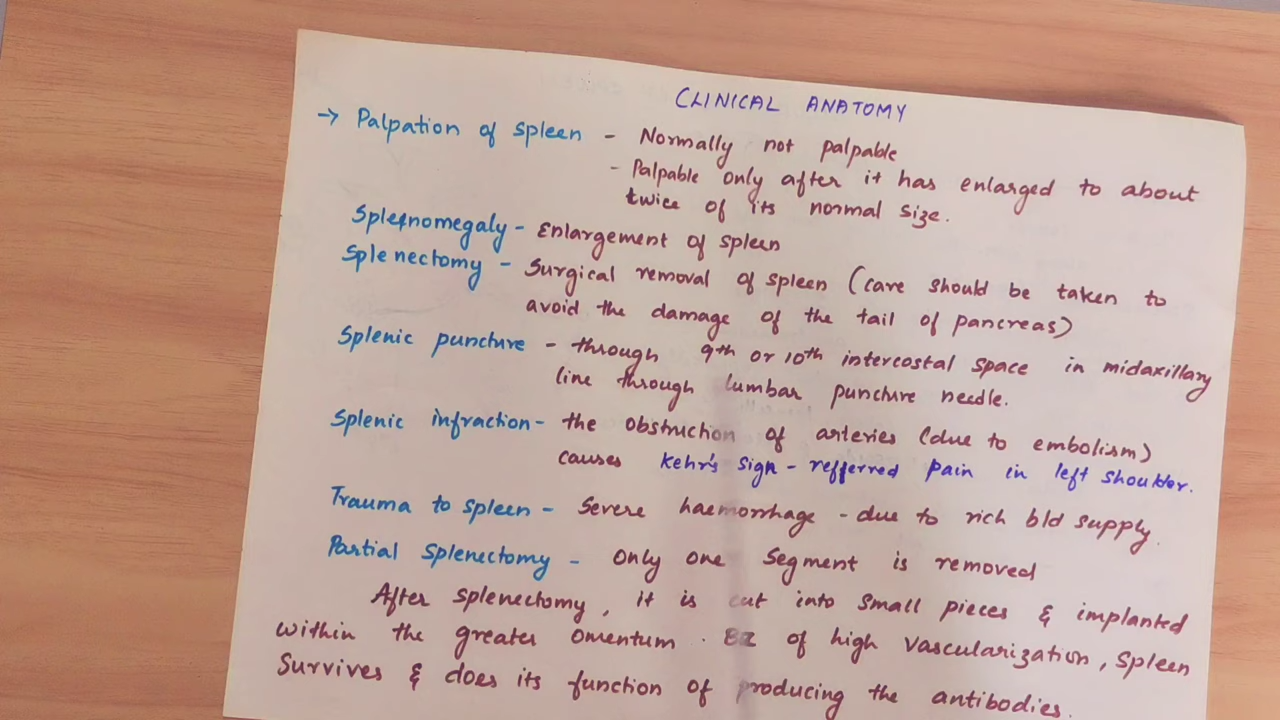 CLINICAL ANATOMY
→ Palpation of spleen - Normally not palpable
- Palpable only after it has enlarged to about
twice of its normal size.
Spleenomegaly - Enlargement of spleen
Splenectomy - Surgical removal of spleen (care should be taken to
avoid the damage of the tail of pancreas)
Splenic puncture - through 9th or 10th intercostal space in midaxillary
line through lumbar puncture needle.
Splenic infraction - the obstruction of arteries (due to embolism)
causes Kehr's sign - refferred pain in left shoulder.
Trauma to spleen - Severe haemorrhage - due to rich bld supply.
Partial splenectomy - Only one segment is removed
After splenectomy, it is cut into small pieces & implanted
within the greater omentum. Bz of high vascularization, spleen
survives & does its function of producing the antibodies.